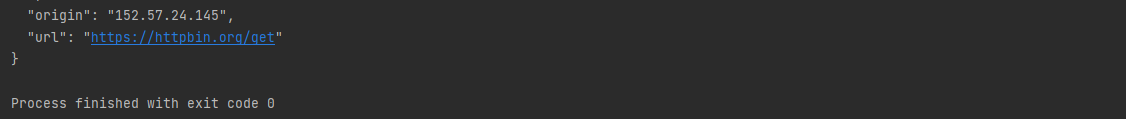 "origin": "152.57.24.145",
"url": "https://httpbin.org/get"
}
Process finished with exit code 0